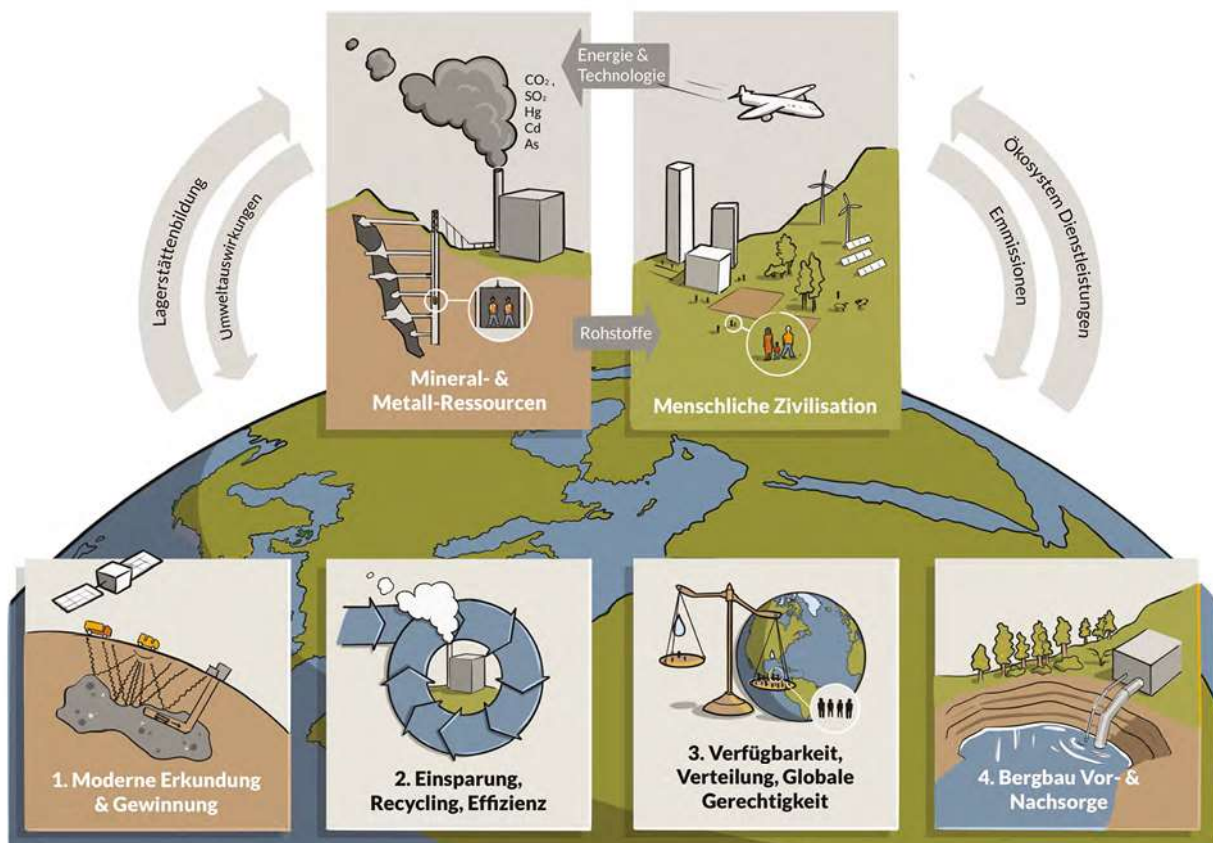 Energie &
Technologie
CO₂ ,
SO₂
Hg
Cd
As
Lagerstättenbildung
Umweltauswirkungen
Ökosystem Dienstleistungen
Emmissionen
Rohstoffe
Mineral- &
Metall-Ressourcen
Menschliche Zivilisation
1. Moderne Erkundung
& Gewinnung
2. Einsparung,
Recycling, Effizienz
3. Verfügbarkeit,
Verteilung, Globale
Gerechtigkeit
4. Bergbau Vor- &
Nachsorge